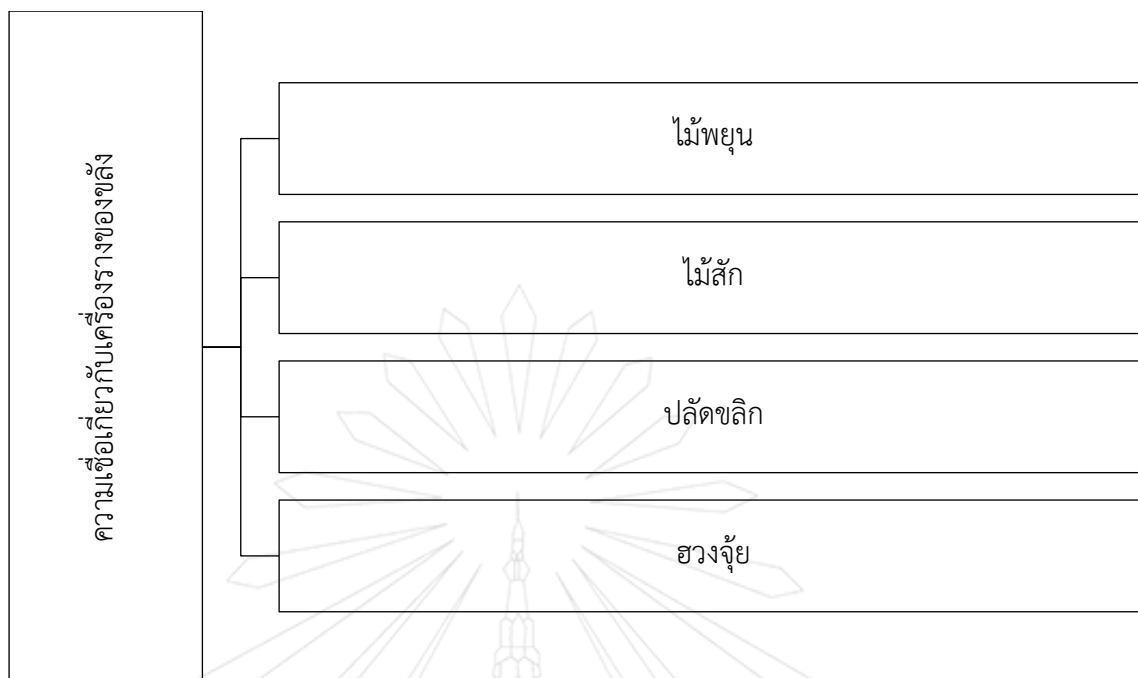 ความเชื่อเกี่ยวกับเครื่องรางของขลัง
ไม้พยุน
ไม้สัก
ปลัดขลิก
ฮวงจุ้ย